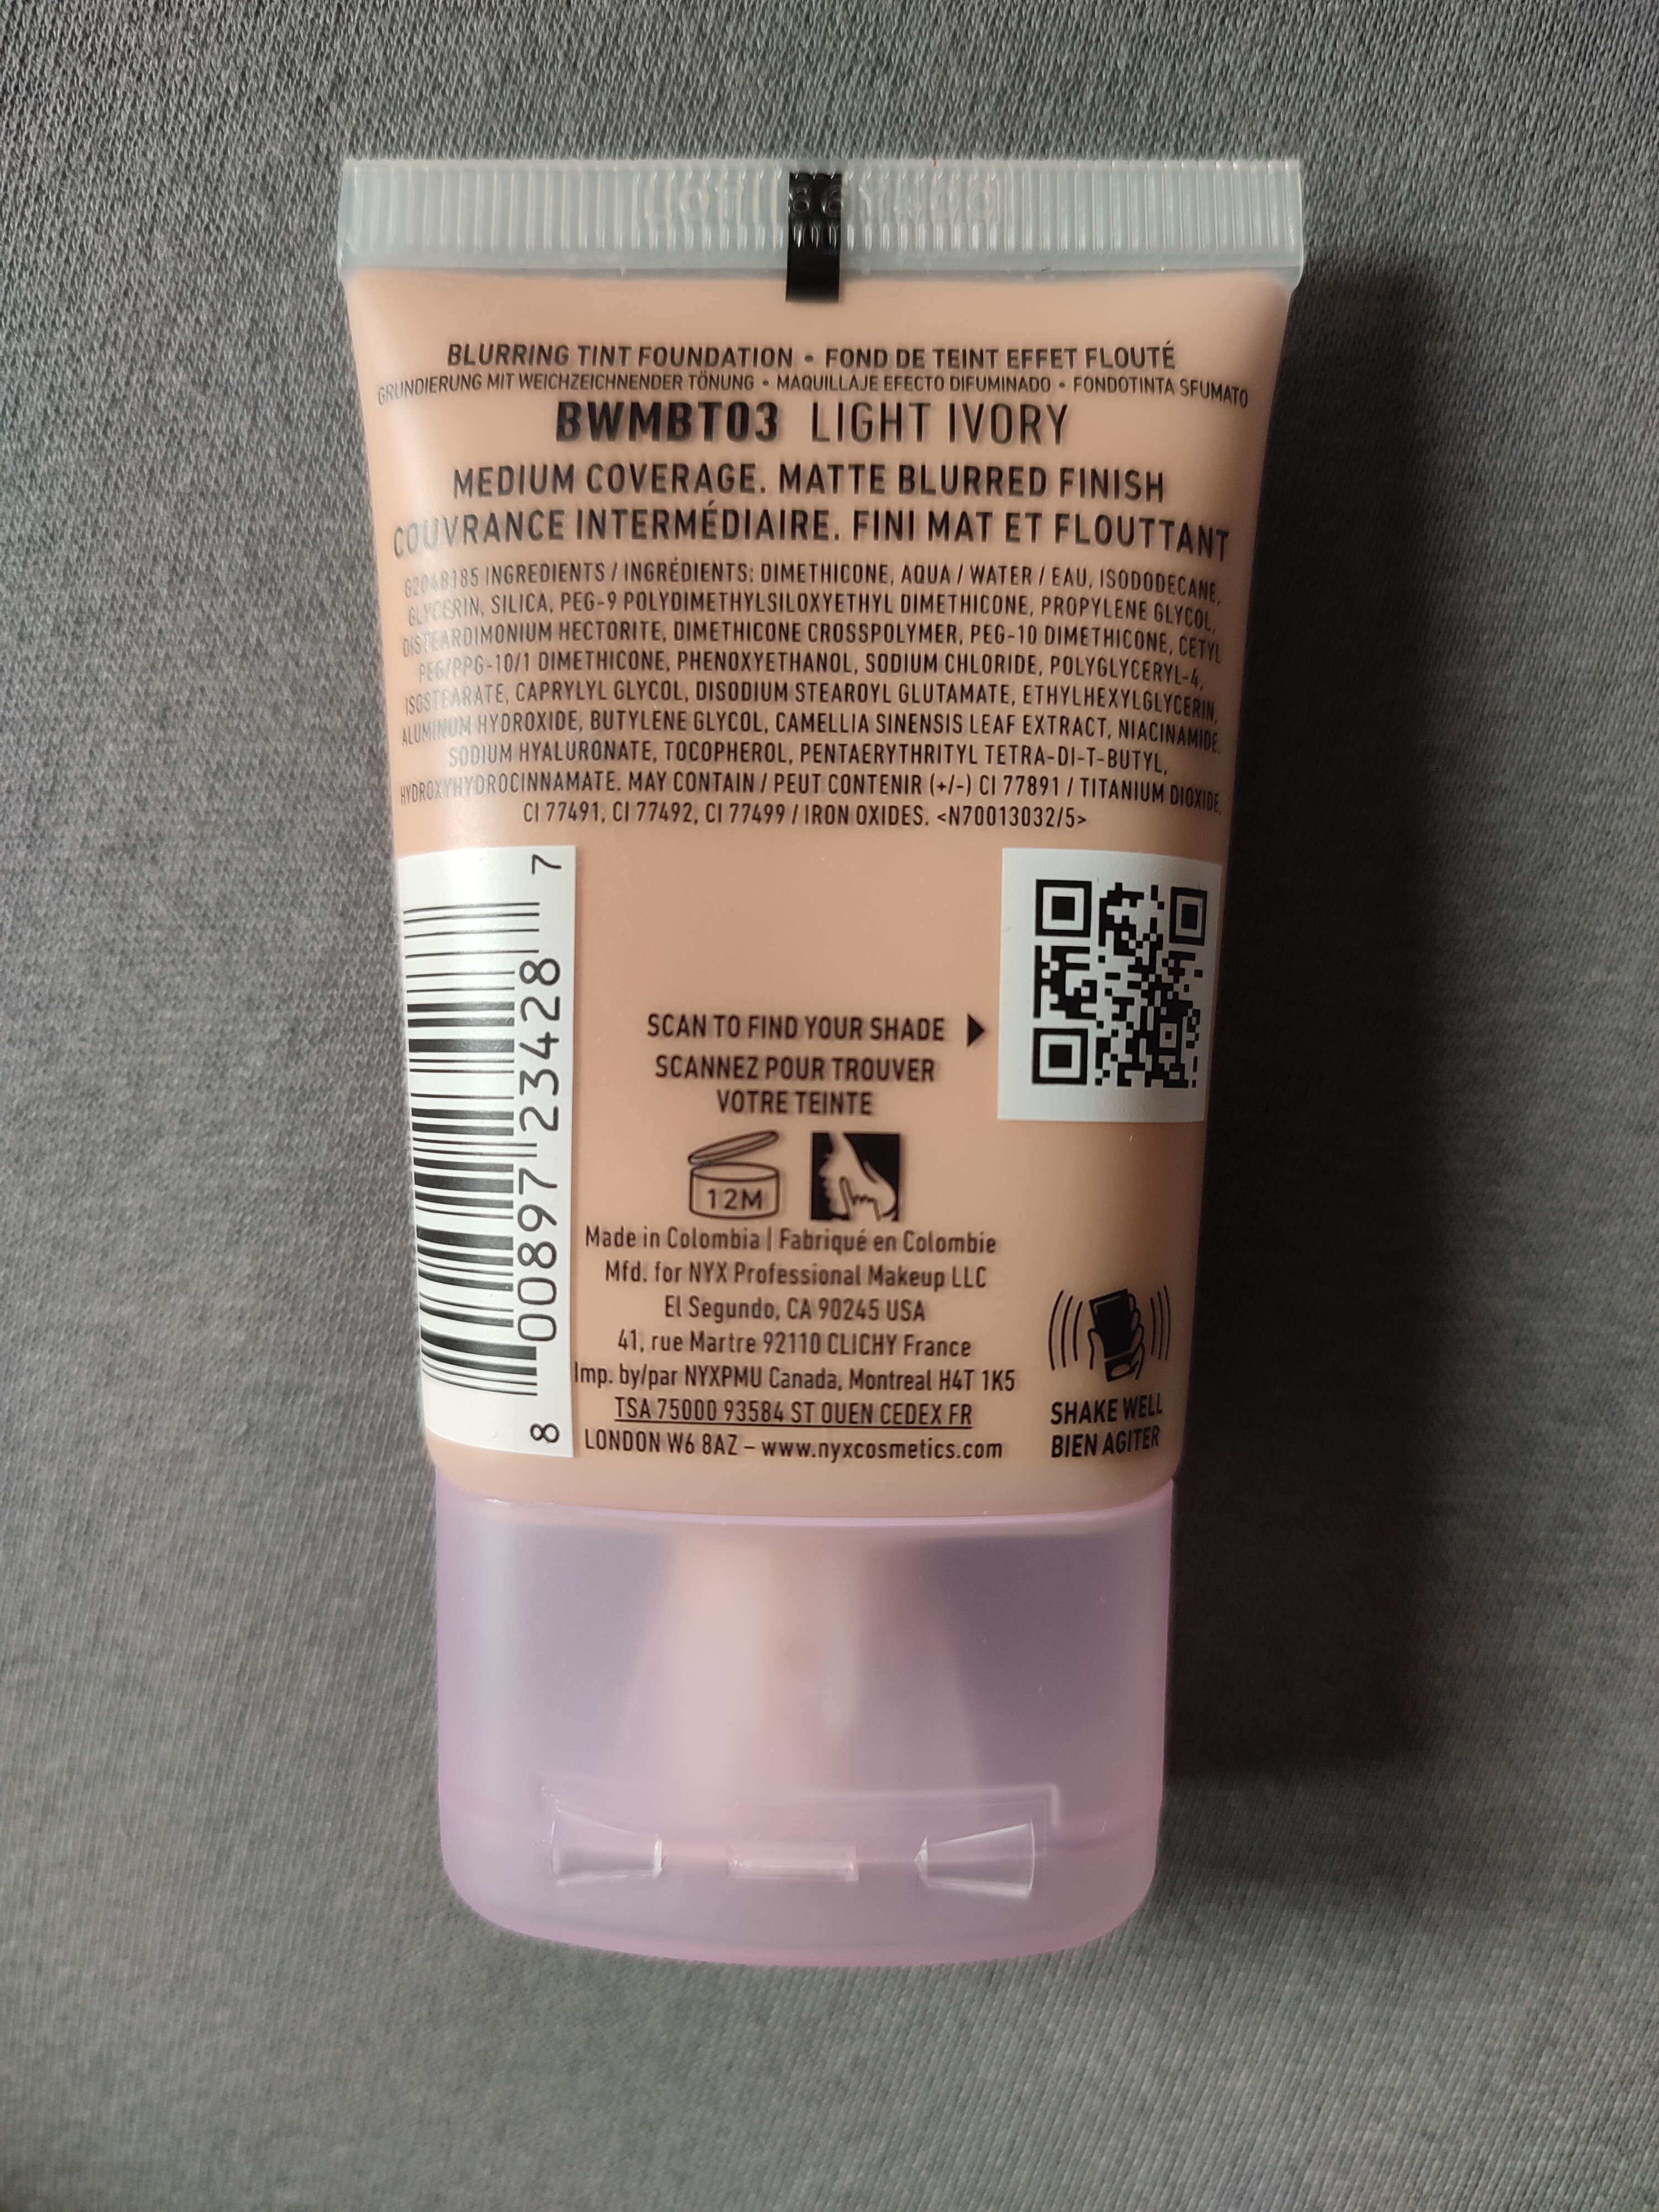 BLURRING TINT FOUNDATION • FOND DE TEINT EFFET FLOUTÉ
GRUNDIERUNG MIT WEICHZEICHNENDER TÖNUNG • MAQUILLAJE EFECTO DIFUMINADO • FONDOTINTA SFUMATO
BWMBT03 LIGHT IVORY
MEDIUM COVERAGE. MATTE BLURRED FINISH
COUVRANCE INTERMÉDIAIRE. FINI MAT ET FLOUTTANT
G2048185 INGREDIENTS / INGRÉDIENTS: DIMETHICONE, AQUA / WATER / EAU, ISODODECANE,
GLYCERIN, SILICA, PEG-9 POLYDIMETHYLSILOXYETHYL DIMETHICONE, PROPYLENE GLYCOL,
DISTEARDIMONIUM HECTORITE, DIMETHICONE CROSSPOLYMER, PEG-10 DIMETHICONE, CETYL
PEG/PPG-10/1 DIMETHICONE, PHENOXYETHANOL, SODIUM CHLORIDE, POLYGLYCERYL-4,
ISOSTEARATE, CAPRYLYL GLYCOL, DISODIUM STEAROYL GLUTAMATE, ETHYLHEXYLGLYCERIN,
ALUMINUM HYDROXIDE, BUTYLENE GLYCOL, CAMELLIA SINENSIS LEAF EXTRACT, NIACINAMIDE,
SODIUM HYALURONATE, TOCOPHEROL, PENTAERYTHRITYL TETRA-DI-T-BUTYL,
HYDROXYHYDROCINNAMATE. MAY CONTAIN / PEUT CONTENIR (+/-) CI 77891 / TITANIUM DIOXIDE,
CI 77491, CI 77492, CI 77499 / IRON OXIDES. <N70013032/5>
8 00897 23428 7
SCAN TO FIND YOUR SHADE
SCANNEZ POUR TROUVER
VOTRE TEINTE
12M
Made in Colombia | Fabriqué en Colombie
Mfd. for NYX Professional Makeup LLC
El Segundo, CA 90245 USA
41, rue Martre 92110 CLICHY France
Imp. by/par NYXPMU Canada, Montreal H4T 1K5
TSA 75000 93584 ST OUEN CEDEX FR
LONDON W6 8AZ – www.nyxcosmetics.com
SHAKE WELL
BIEN AGITER